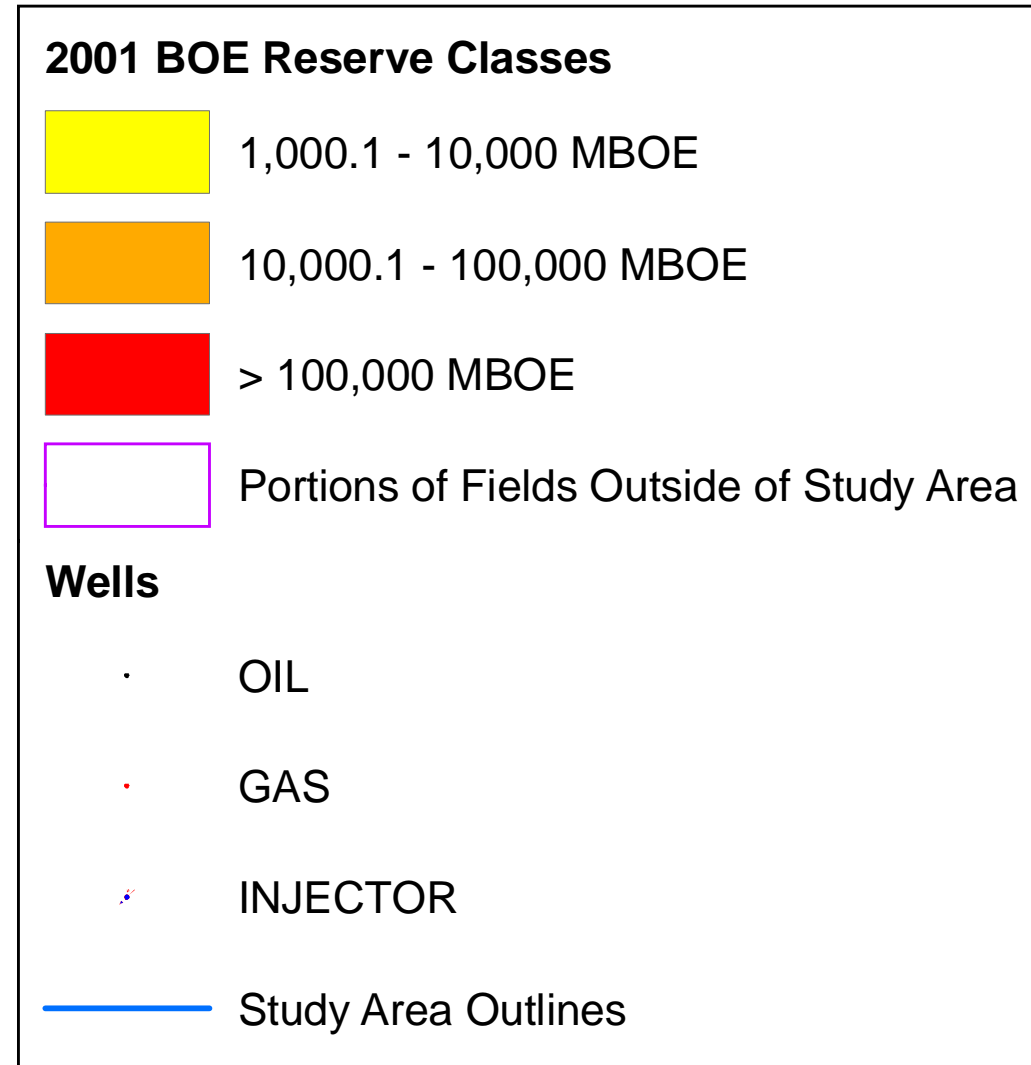 2001 BOE Reserve Classes
1,000.1 - 10,000 MBOE
10,000.1 - 100,000 MBOE
> 100,000 MBOE
Portions of Fields Outside of Study Area
Wells
OIL
GAS
INJECTOR
Study Area Outlines